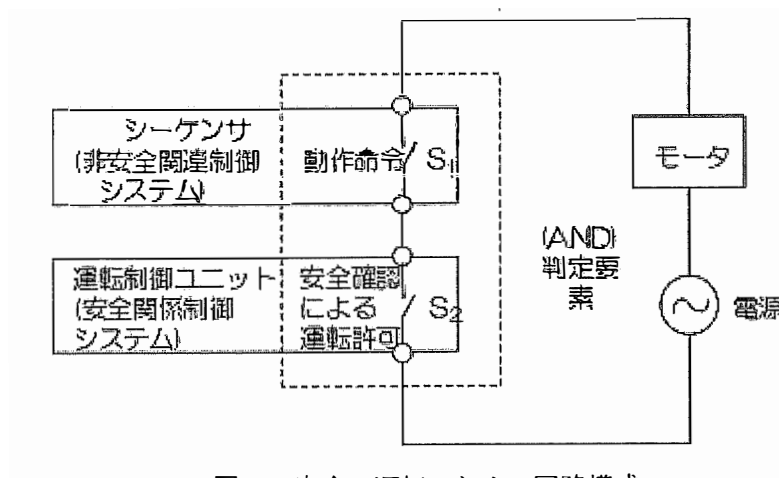 シーケンサ
(非安全関連制御
システム)
動作命令
S₁
運転制御ユニット
(安全関係制御
システム)
安全確認
による
運転許可
S₂
(AND)
判定要
素
モータ
電源